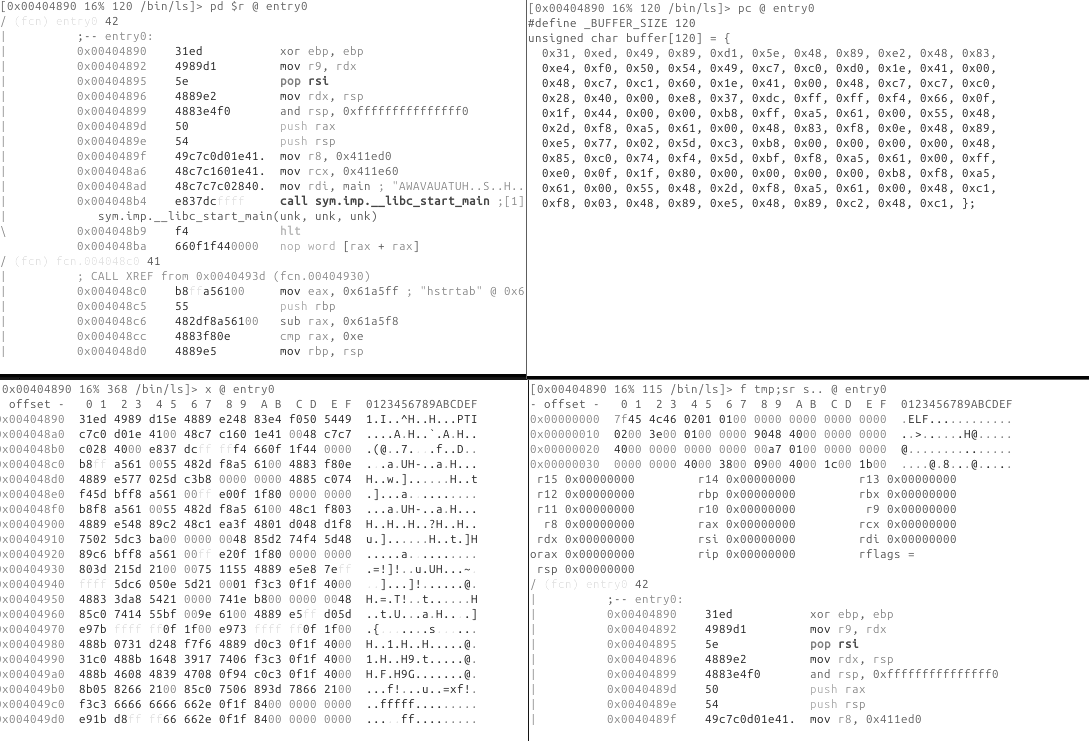 [0x00404890 16% 120 /bin/ls]> pd $r @ entry0
/ (fcn) entry0 42
| ;-- entry0:
| 0x00404890 31ed xor ebp, ebp
| 0x00404892 4989d1 mov r9, rdx
| 0x00404895 5e pop rsi
| 0x00404896 4889e2 mov rdx, rsp
| 0x00404899 4883e4f0 and rsp, 0xfffffffffffffff0
| 0x0040489d 50 push rax
| 0x0040489e 54 push rsp
| 0x0040489f 49c7c0d01e41. mov r8, 0x411ed0
| 0x004048a6 48c7c1601e41. mov rcx, 0x411e60
| 0x004048ad 48c7c7c02840. mov rdi, main ; "AWAVAUATUH..S..H..
| 0x004048b4 e837dcffff call sym.imp.__libc_start_main ;[1]
| sym.imp.__libc_start_main(unk, unk, unk)
\ 0x004048b9 f4 hlt
0x004048ba 660f1f440000 nop word [rax + rax]
/ (fcn) fcn.004048c0 41
| ; CALL XREF from 0x0040493d (fcn.00404930)
| 0x004048c0 b8ffa56100 mov eax, 0x61a5ff ; "hstrtab" @ 0x6
| 0x004048c5 55 push rbp
| 0x004048c6 482df8a56100 sub rax, 0x61a5f8
| 0x004048cc 4883f80e cmp rax, 0xe
| 0x004048d0 4889e5 mov rbp, rsp
[0x00404890 16% 120 /bin/ls]> pc @ entry0
#define _BUFFER_SIZE 120
unsigned char buffer[120] = {
0x31, 0xed, 0x49, 0x89, 0xd1, 0x5e, 0x48, 0x89, 0xe2, 0x48, 0x83,
0xe4, 0xf0, 0x50, 0x54, 0x49, 0xc7, 0xc0, 0xd0, 0x1e, 0x41, 0x00,
0x48, 0xc7, 0xc1, 0x60, 0x1e, 0x41, 0x00, 0x48, 0xc7, 0xc7, 0xc0,
0x28, 0x40, 0x00, 0xe8, 0x37, 0xdc, 0xff, 0xff, 0xf4, 0x66, 0x0f,
0x1f, 0x44, 0x00, 0x00, 0xb8, 0xff, 0xa5, 0x61, 0x00, 0x55, 0x48,
0x2d, 0xf8, 0xa5, 0x61, 0x00, 0x48, 0x83, 0xf8, 0x0e, 0x48, 0x89,
0xe5, 0x77, 0x02, 0x5d, 0xc3, 0xb8, 0x00, 0x00, 0x00, 0x00, 0x48,
0x85, 0xc0, 0x74, 0xf4, 0x5d, 0xbf, 0xf8, 0xa5, 0x61, 0x00, 0xff,
0xe0, 0x0f, 0x1f, 0x80, 0x00, 0x00, 0x00, 0x00, 0xb8, 0xf8, 0xa5,
0x61, 0x00, 0x55, 0x48, 0x2d, 0xf8, 0xa5, 0x61, 0x00, 0x48, 0xc1,
0xf8, 0x03, 0x48, 0x89, 0xe5, 0x48, 0x89, 0xc2, 0x48, 0xc1, };
[0x00404890 16% 368 /bin/ls]> x @ entry0
offset - 0 1 2 3 4 5 6 7 8 9 A B C D E F 0123456789ABCDEF
0x00404890 31ed 4989 d15e 4889 e248 83e4 f050 5449 1.I..^H..H...PTI
0x004048a0 c7c0 d01e 4100 48c7 c160 1e41 0048 c7c7 ....A.H..`.A.H..
0x004048b0 c028 4000 e837 dcff fff4 660f 1f44 0000 .(@..7....f..D..
0x004048c0 b8ff a561 0055 482d f8a5 6100 4883 f80e ...a.UH-..a.H...
0x004048d0 4889 e577 025d c3b8 0000 0000 4885 c074 H..w.]......H..t
0x004048e0 f45d bff8 a561 00ff e00f 1f80 0000 0000 .]...a..........
0x004048f0 b8f8 a561 0055 482d f8a5 6100 48c1 f803 ...a.UH-..a.H...
0x00404900 4889 e548 89c2 48c1 ea3f 4801 d048 d1f8 H..H..H..?H..H..
0x00404910 7502 5dc3 ba00 0000 0048 85d2 74f4 5d48 u.]......H..t.]H
0x00404920 89c6 bff8 a561 00ff e20f 1f80 0000 0000 .....a..........
0x00404930 803d 215d 2100 0075 1155 4889 e5e8 7eff .=!]!..u.UH...~.
0x00404940 ffff 5dc6 050e 5d21 0001 f3c3 0f1f 4000 ..]...]!......@.
0x00404950 4883 3da8 5421 0000 741e b800 0000 0048 H.=.T!..t......H
0x00404960 85c0 7414 55bf 009e 6100 4889 e5ff d05d ..t.U...a.H....]
0x00404970 e97b ffff ff0f 1f00 e973 ffff ff0f 1f00 .{.......s......
0x00404980 488b 0731 d248 f7f6 4889 d0c3 0f1f 4000 H..1.H..H.....@.
0x00404990 31c0 488b 1648 3917 7406 f3c3 0f1f 4000 1.H..H9.t.....@.
0x004049a0 488b 4608 4839 4708 0f94 c0c3 0f1f 4000 H.F.H9G.......@.
0x004049b0 8b05 8266 2100 85c0 7506 893d 7866 2100 ...f!...u..=xf!.
0x004049c0 f3c3 6666 6666 662e 0f1f 8400 0000 0000 ..fffff.........
0x004049d0 e91b d8ff ff66 662e 0f1f 8400 0000 0000 .....ff.........
[0x00404890 16% 115 /bin/ls]> f tmp;sr s.. @ entry0
- offset - 0 1 2 3 4 5 6 7 8 9 A B C D E F 0123456789ABCDEF
0x00000000 7f45 4c46 0201 0100 0000 0000 0000 0000 .ELF............
0x00000010 0200 3e00 0100 0000 9048 4000 0000 0000 ..>......H@.....
0x00000020 4000 0000 0000 0000 00a7 0100 0000 0000 @...............
0x00000030 0000 0000 4000 3800 0900 4000 1c00 1b00 ....@.8...@.....
r15 0x00000000 r14 0x00000000 r13 0x00000000
r12 0x00000000 rbp 0x00000000 rbx 0x00000000
r11 0x00000000 r10 0x00000000 r9 0x00000000
r8 0x00000000 rax 0x00000000 rcx 0x00000000
rdx 0x00000000 rsi 0x00000000 rdi 0x00000000
orax 0x00000000 rip 0x00000000 rflags =
rsp 0x00000000
/ (fcn) entry0 42
| ;-- entry0:
| 0x00404890 31ed xor ebp, ebp
| 0x00404892 4989d1 mov r9, rdx
| 0x00404895 5e pop rsi
| 0x00404896 4889e2 mov rdx, rsp
| 0x00404899 4883e4f0 and rsp, 0xfffffffffffffff0
| 0x0040489d 50 push rax
| 0x0040489e 54 push rsp
| 0x0040489f 49c7c0d01e41. mov r8, 0x411ed0